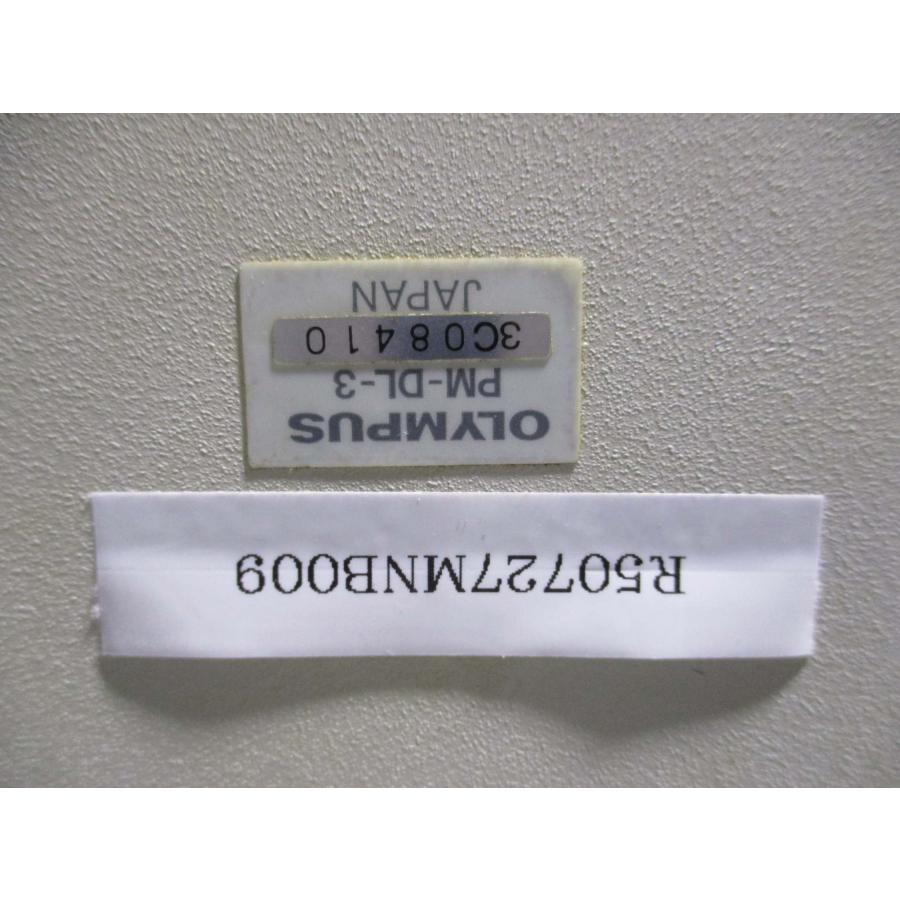 R50727MNB009
OLYMPUS
PM-DL-3
3C08410
JAPAN